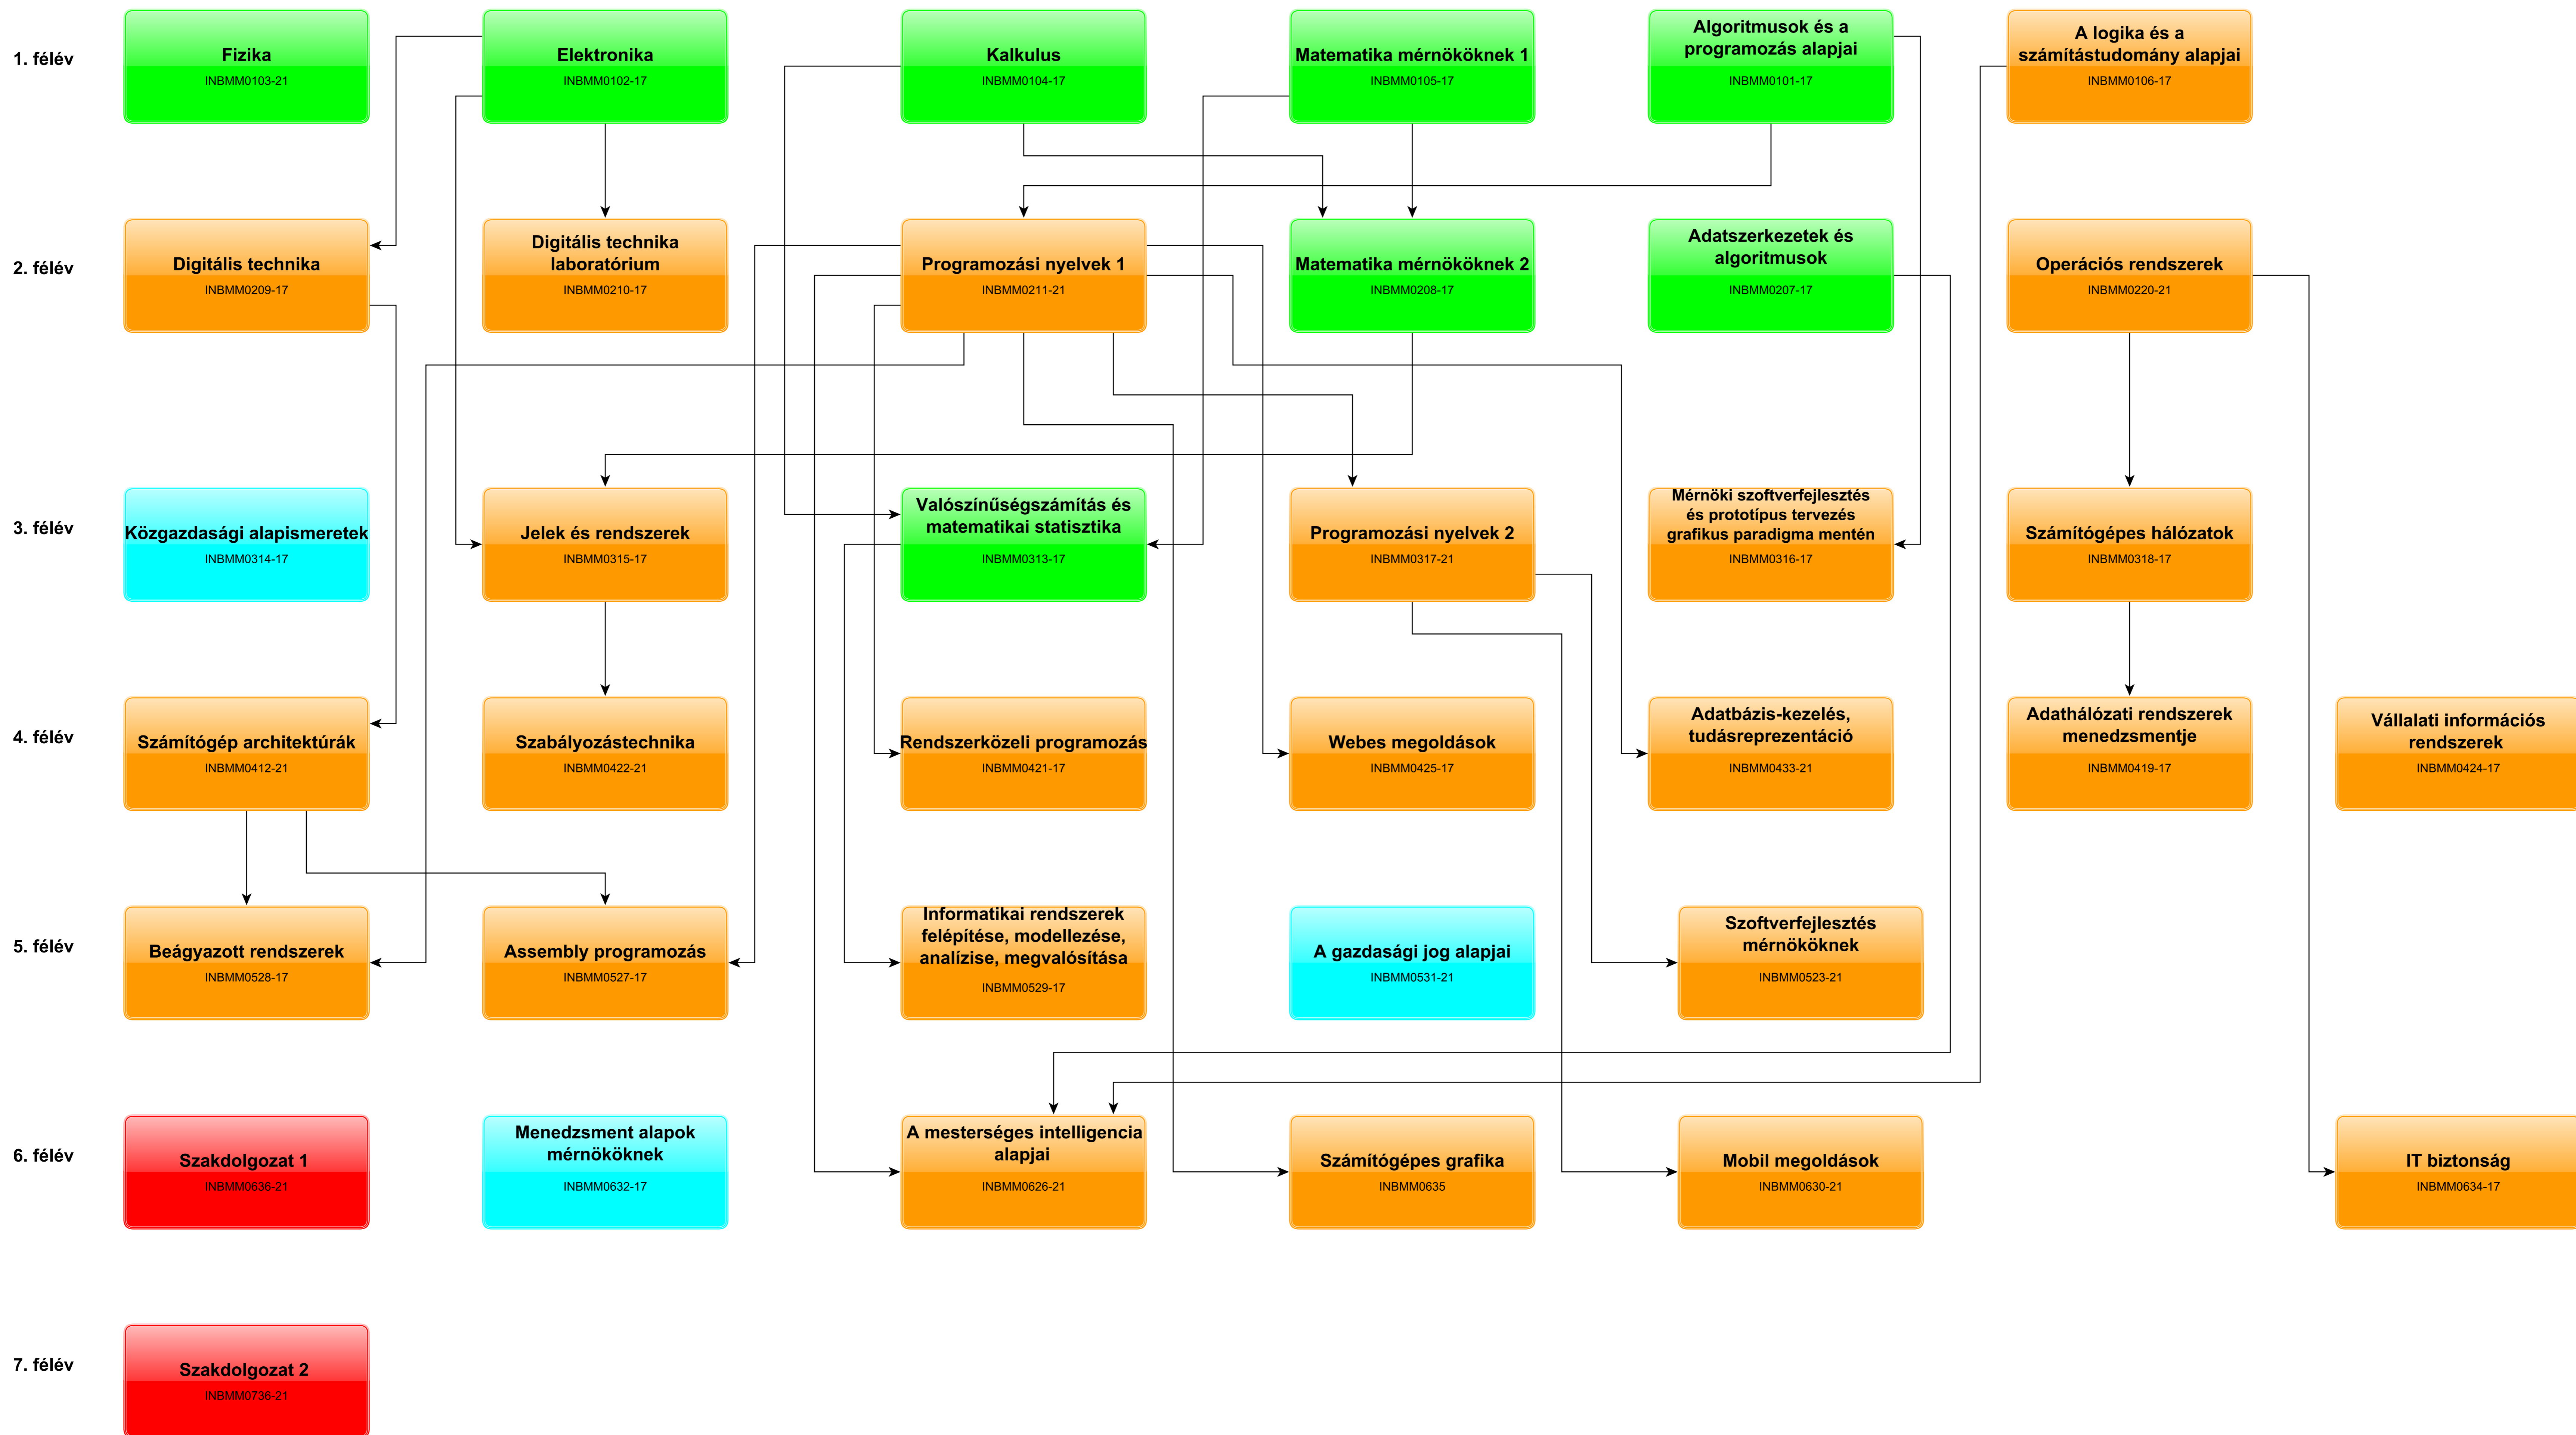 1. félév
Fizika
INBMM0103-21
Elektronika
INBMM0102-17
Kalkulus
INBMM0104-17
Matematika mérnököknek 1
INBMM0105-17
Algoritmusok és a
programozás alapjai
INBMM0101-17
A logika és a
számítástudomány alapjai
INBMM0106-17
2. félév
Digitális technika
INBMM0209-17
Digitális technika
laboratórium
INBMM0210-17
Programozási nyelvek 1
INBMM0211-21
Matematika mérnököknek 2
INBMM0208-17
Adatszerkezetek és
algoritmusok
INBMM0207-17
Operációs rendszerek
INBMM0220-21
3. félév
Közgazdasági alapismeretek
INBMM0314-17
Jelek és rendszerek
INBMM0315-17
Valószínűségszámítás és
matematikai statisztika
INBMM0313-17
Programozási nyelvek 2
INBMM0317-21
Mérnöki szoftverfejlesztés
és prototípus tervezés
grafikus paradigma mentén
INBMM0316-17
Számítógépes hálózatok
INBMM0318-17
4. félév
Számítógép architektúrák
INBMM0412-21
Szabályozástechnika
INBMM0422-21
Rendszerközeli programozás
INBMM0421-17
Webes megoldások
INBMM0425-17
Adatbázis-kezelés,
tudásreprezentáció
INBMM0433-21
Adathálózati rendszerek
menedzsmentje
INBMM0419-17
Vállalati információs
rendszerek
INBMM0424-17
5. félév
Beágyazott rendszerek
INBMM0528-17
Assembly programozás
INBMM0527-17
Informatikai rendszerek
felépítése, modellezése,
analízise, megvalósítása
INBMM0529-17
A gazdasági jog alapjai
INBMM0531-21
Szoftverfejlesztés
mérnököknek
INBMM0523-21
6. félév
Szakdolgozat 1
INBMM0636-21
Menedzsment alapok
mérnököknek
INBMM0632-17
A mesterséges intelligencia
alapjai
INBMM0626-21
Számítógépes grafika
INBMM0635
Mobil megoldások
INBMM0630-21
IT biztonság
INBMM0634-17
7. félév
Szakdolgozat 2
INBMM0736-21